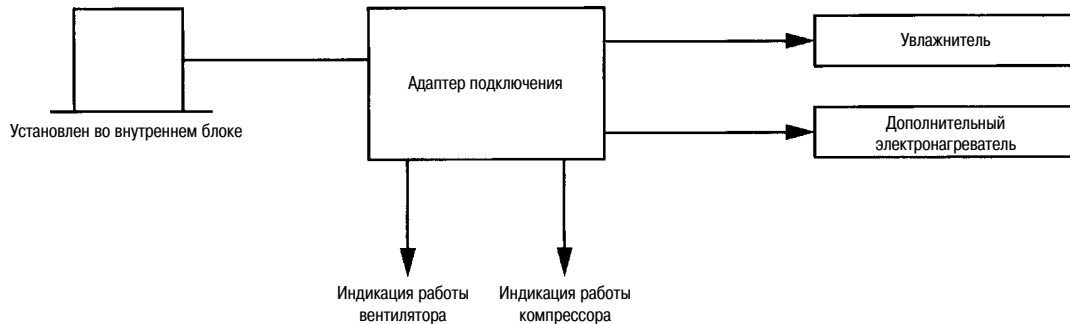 Увлажнитель
Адаптер подключения
Установлен во внутреннем блоке
Дополнительный
электронагреватель
Индикация работы
вентилятора
Индикация работы
компрессора